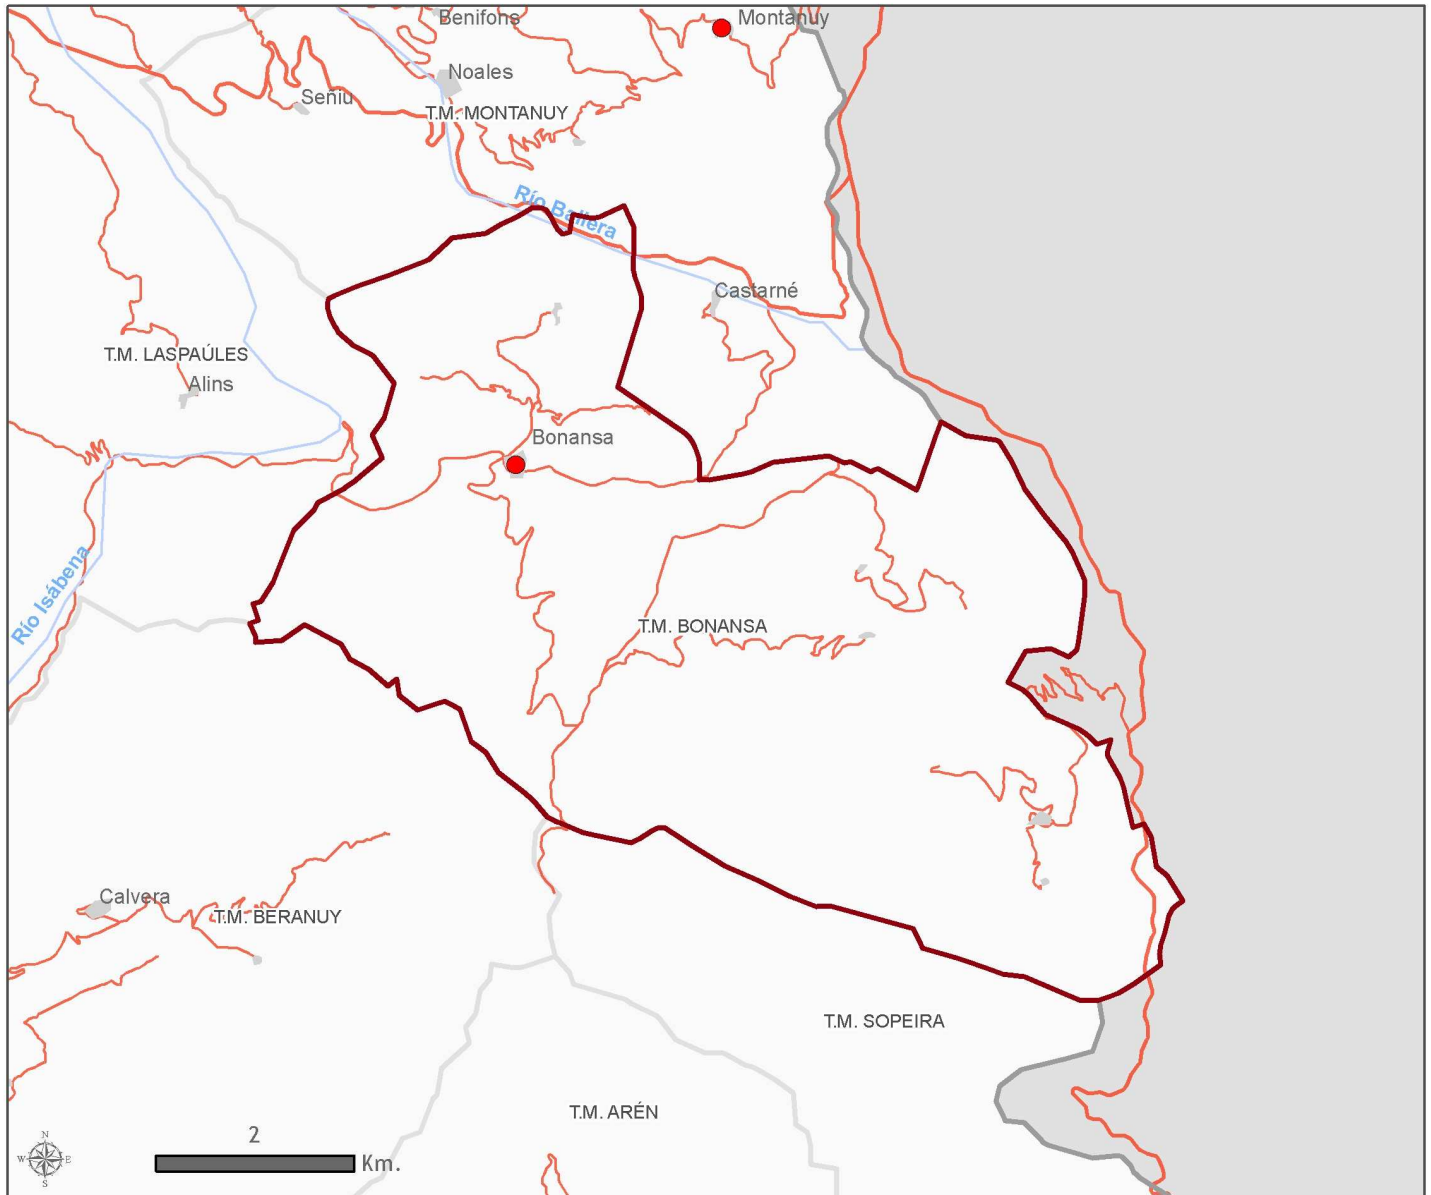 Benifons
Montanuy
Noales
Señiu
T.M. MONTANUY
Río Baliera
Castarné
T.M. LASPAÚLES
Alins
Bonansa
Río Isábena
T.M. BONANSA
Calvera
T.M. BERANUY
T.M. SOPEIRA
T.M. ARÉN
N
W E
S
2
Km.